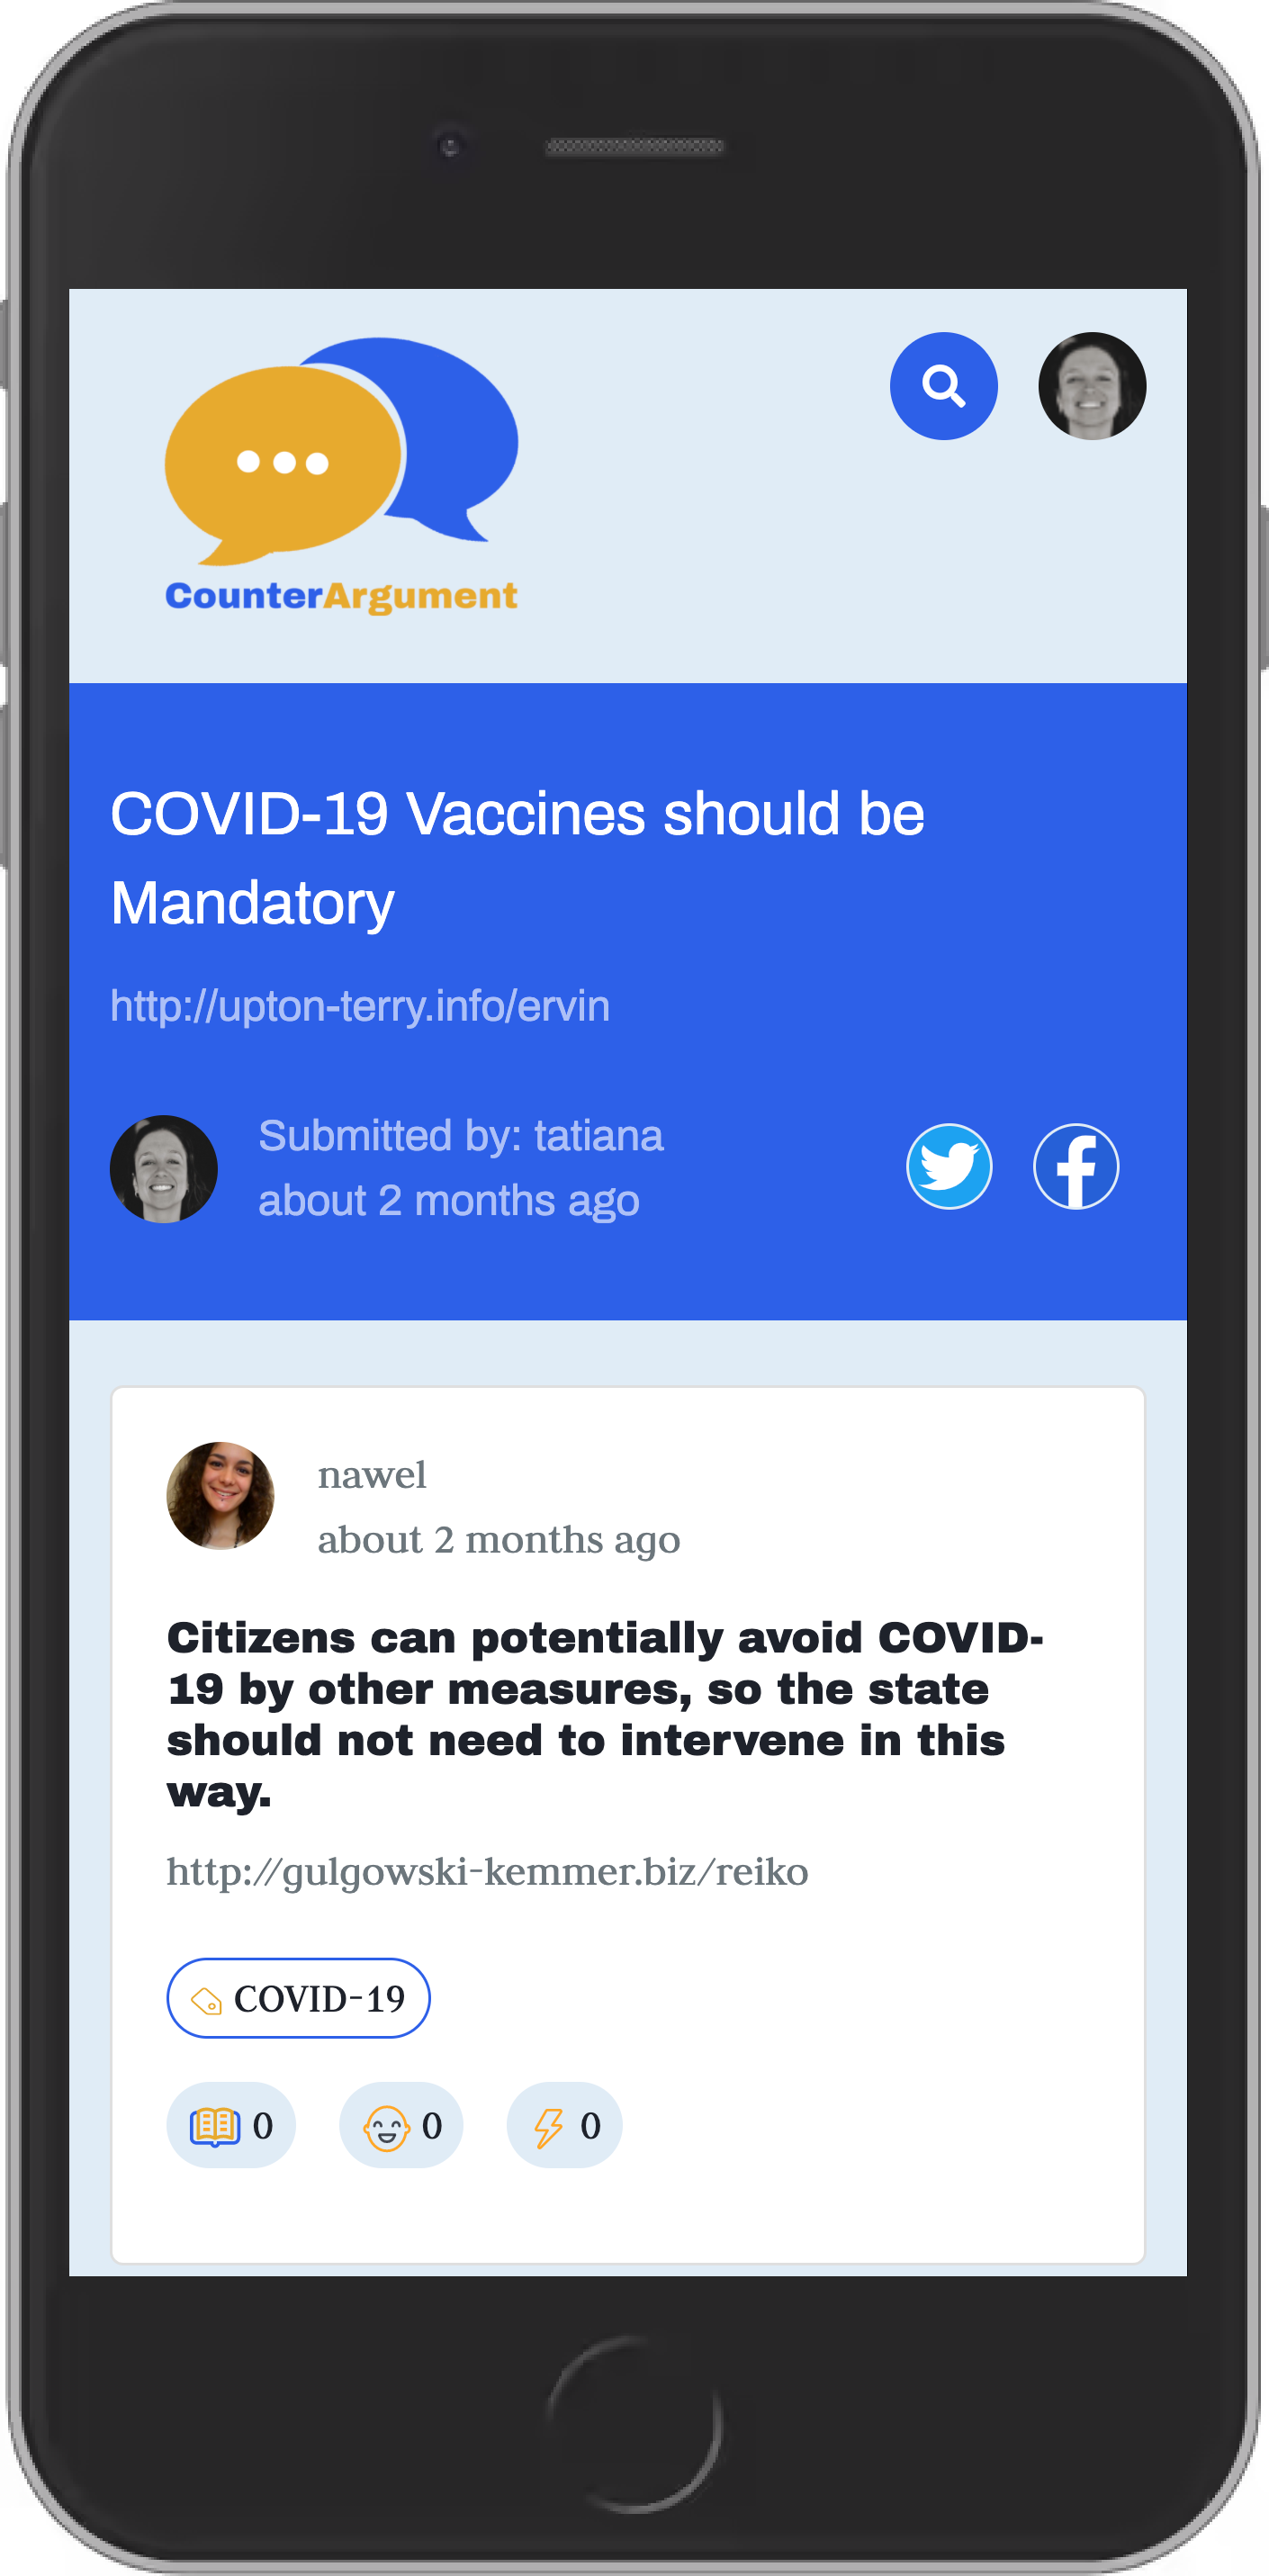 CounterArgument
COVID-19 Vaccines should be
Mandatory
http://upton-terry.info/ervin
Submitted by: tatiana
about 2 months ago
nawel
about 2 months ago
Citizens can potentially avoid COVID-
19 by other measures, so the state
should not need to intervene in this
way.
http://gulgowski-kemmer.biz/reiko
COVID-19
0 0 0